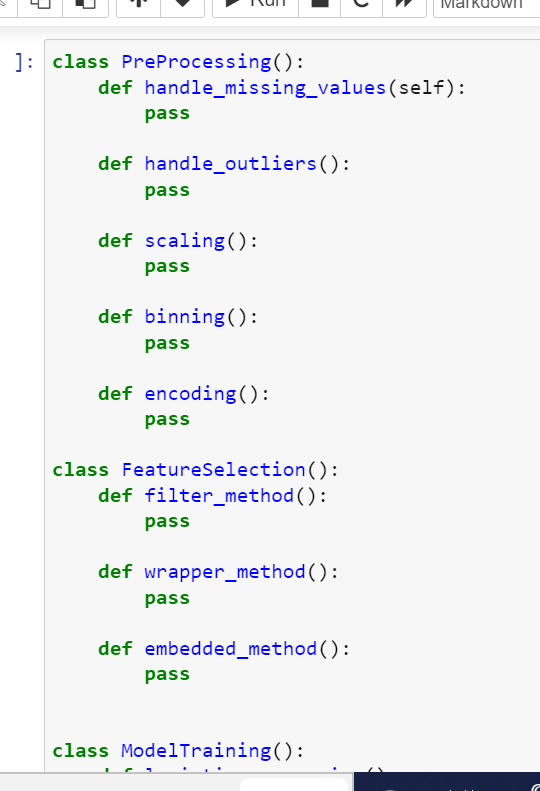 Run
Markdown
]: class PreProcessing():
    def handle_missing_values(self):
        pass

    def handle_outliers():
        pass

    def scaling():
        pass

    def binning():
        pass

    def encoding():
        pass

class FeatureSelection():
    def filter_method():
        pass

    def wrapper_method():
        pass

    def embedded_method():
        pass


class ModelTraining():
    def